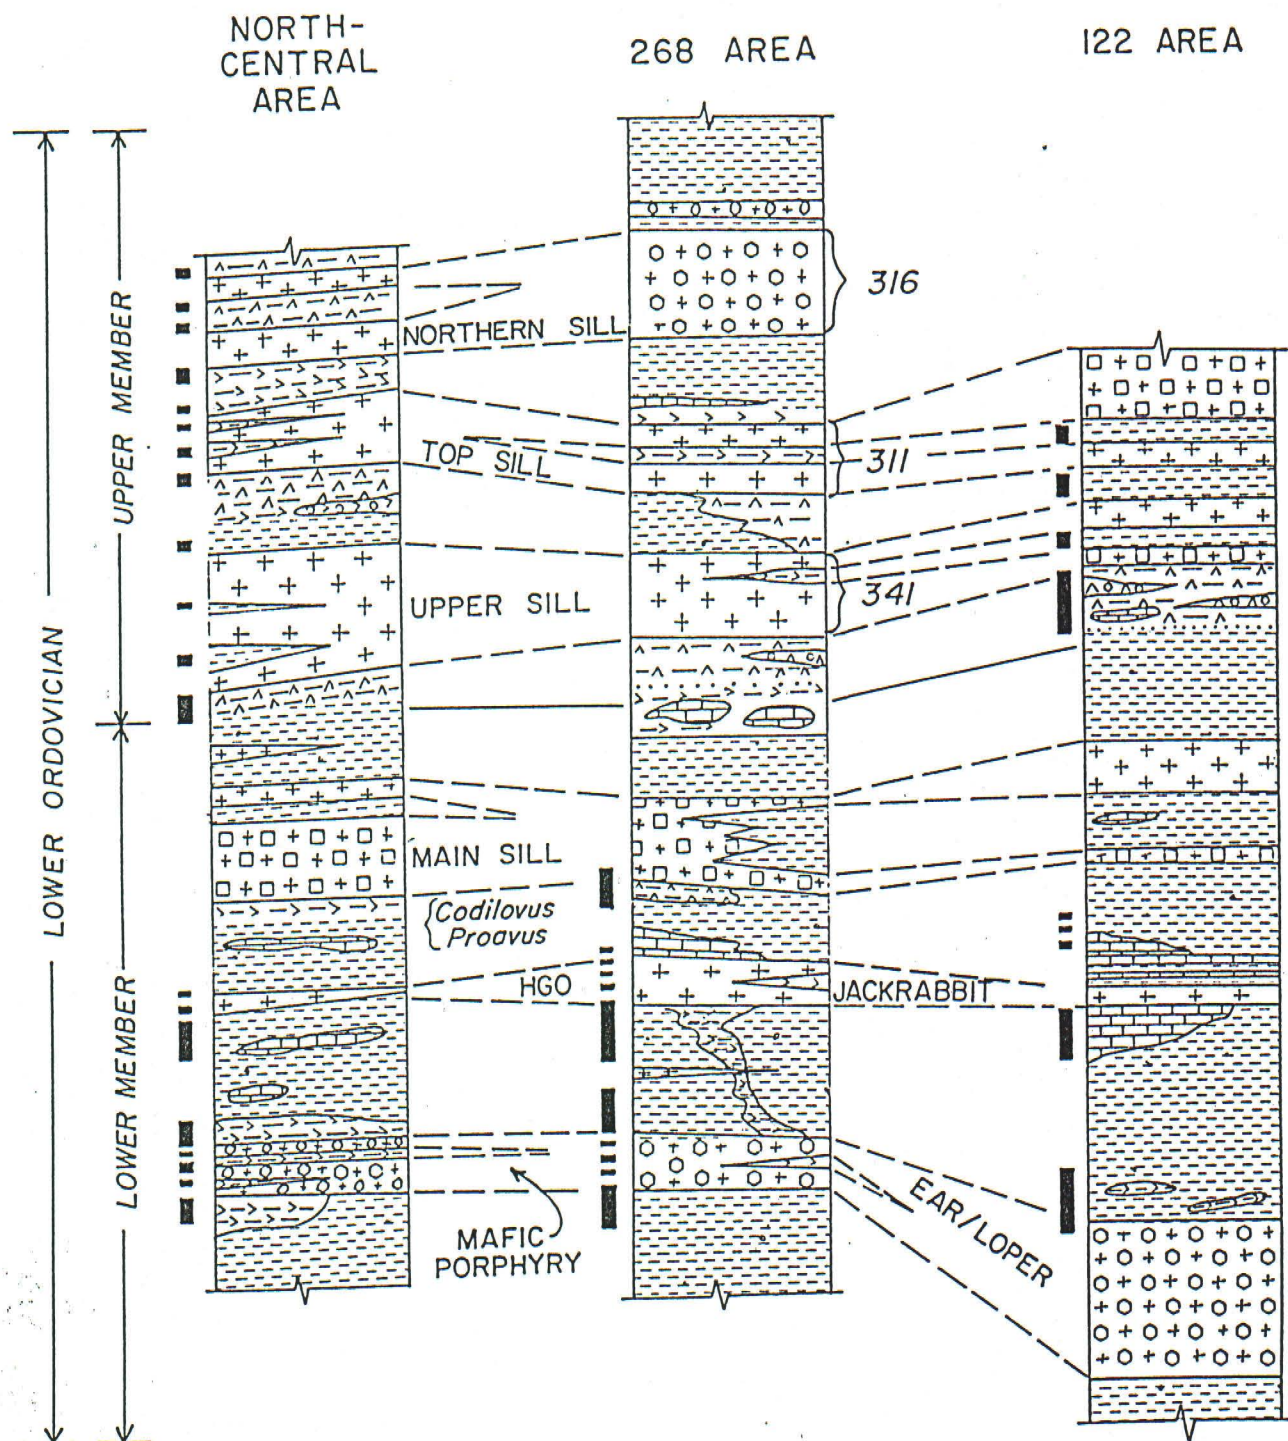 NORTH-
CENTRAL
AREA
268 AREA
122 AREA
LOWER ORDOVICIAN
UPPER MEMBER
LOWER MEMBER
316
NORTHERN SILL
TOP SILL
311
341
UPPER SILL
MAIN SILL
Codilovus
Proavus
HGO
JACKRABBIT
EAR/LOPER
MAFIC
PORPHYRY